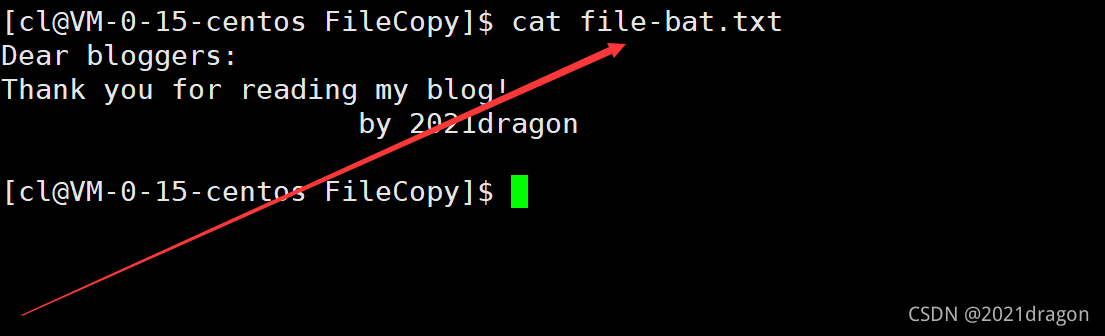 [cl@VM-0-15-centos FileCopy]$ cat file-bat.txt
Dear bloggers:
Thank you for reading my blog!
                     by 2021dragon

[cl@VM-0-15-centos FileCopy]$
CSDN @2021dragon